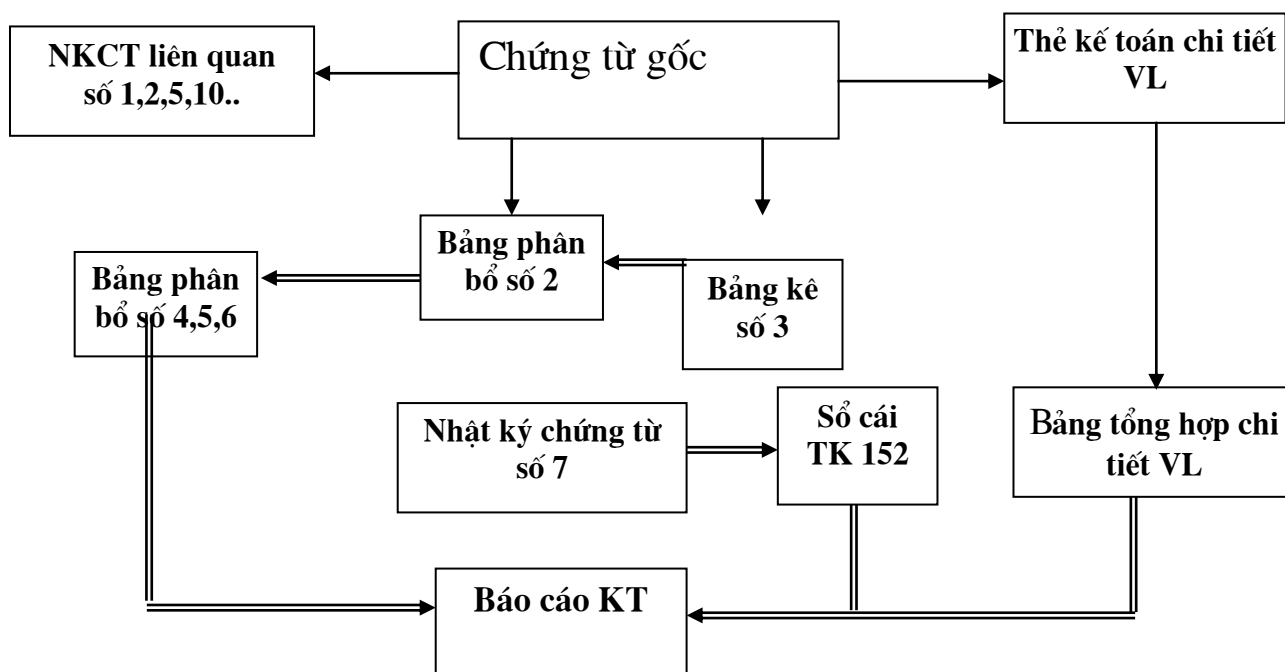 NKCT liên quan
số 1,2,5,10..
Chứng từ gốc
Thẻ kế toán chi tiết
VL
Bảng phân
bổ số 2
Bảng phân
bổ số 4,5,6
Bảng kê
số 3
Nhật ký chứng từ
số 7
Sổ cái
TK 152
Bảng tổng hợp chi
tiết VL
Báo cáo KT